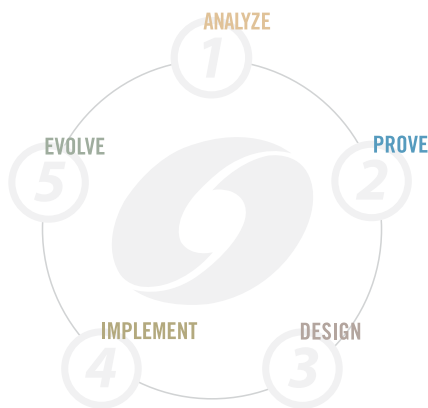 ANALYZE
1
PROVE
2
DESIGN
3
IMPLEMENT
4
EVOLVE
5